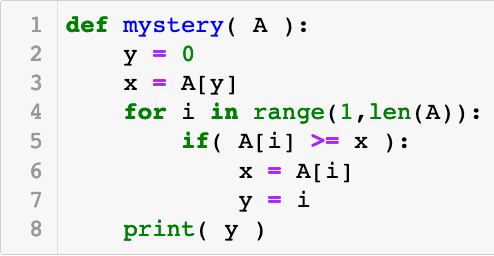 1 def mystery( A ):
2     y = 0
3     x = A[y]
4     for i in range(1,len(A)):
5         if( A[i] >= x ):
6             x = A[i]
7             y = i
8     print( y )